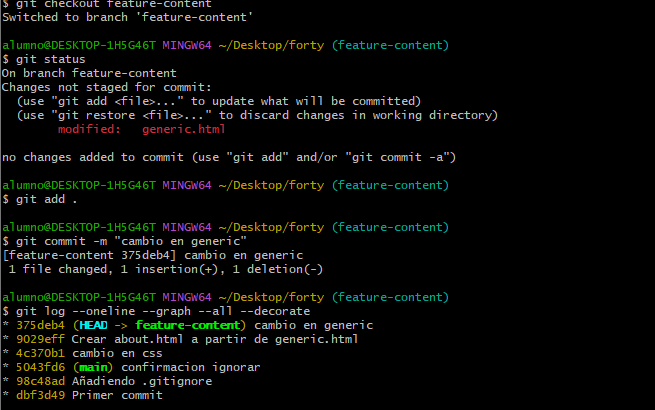 $ git checkout feature-content
Switched to branch 'feature-content'
alumno@DESKTOP-1H5G46T MINGW64 ~/Desktop/forty (feature-content)
$ git status
On branch feature-content
Changes not staged for commit:
  (use "git add <file>..." to update what will be committed)
  (use "git restore <file>..." to discard changes in working directory)
        modified:   generic.html
no changes added to commit (use "git add" and/or "git commit -a")
alumno@DESKTOP-1H5G46T MINGW64 ~/Desktop/forty (feature-content)
$ git add .
alumno@DESKTOP-1H5G46T MINGW64 ~/Desktop/forty (feature-content)
$ git commit -m "cambio en generic"
[feature-content 375deb4] cambio en generic
 1 file changed, 1 insertion(+), 1 deletion(-)
alumno@DESKTOP-1H5G46T MINGW64 ~/Desktop/forty (feature-content)
$ git log --oneline --graph --all --decorate
* 375deb4 (HEAD -> feature-content) cambio en generic
* 9029eff Crear about.html a partir de generic.html
* 4c370b1 cambio en css
* 5043fd6 (main) confirmacion ignorar
* 98c48ad Añadiendo .gitignore
* dbf3d49 Primer commit